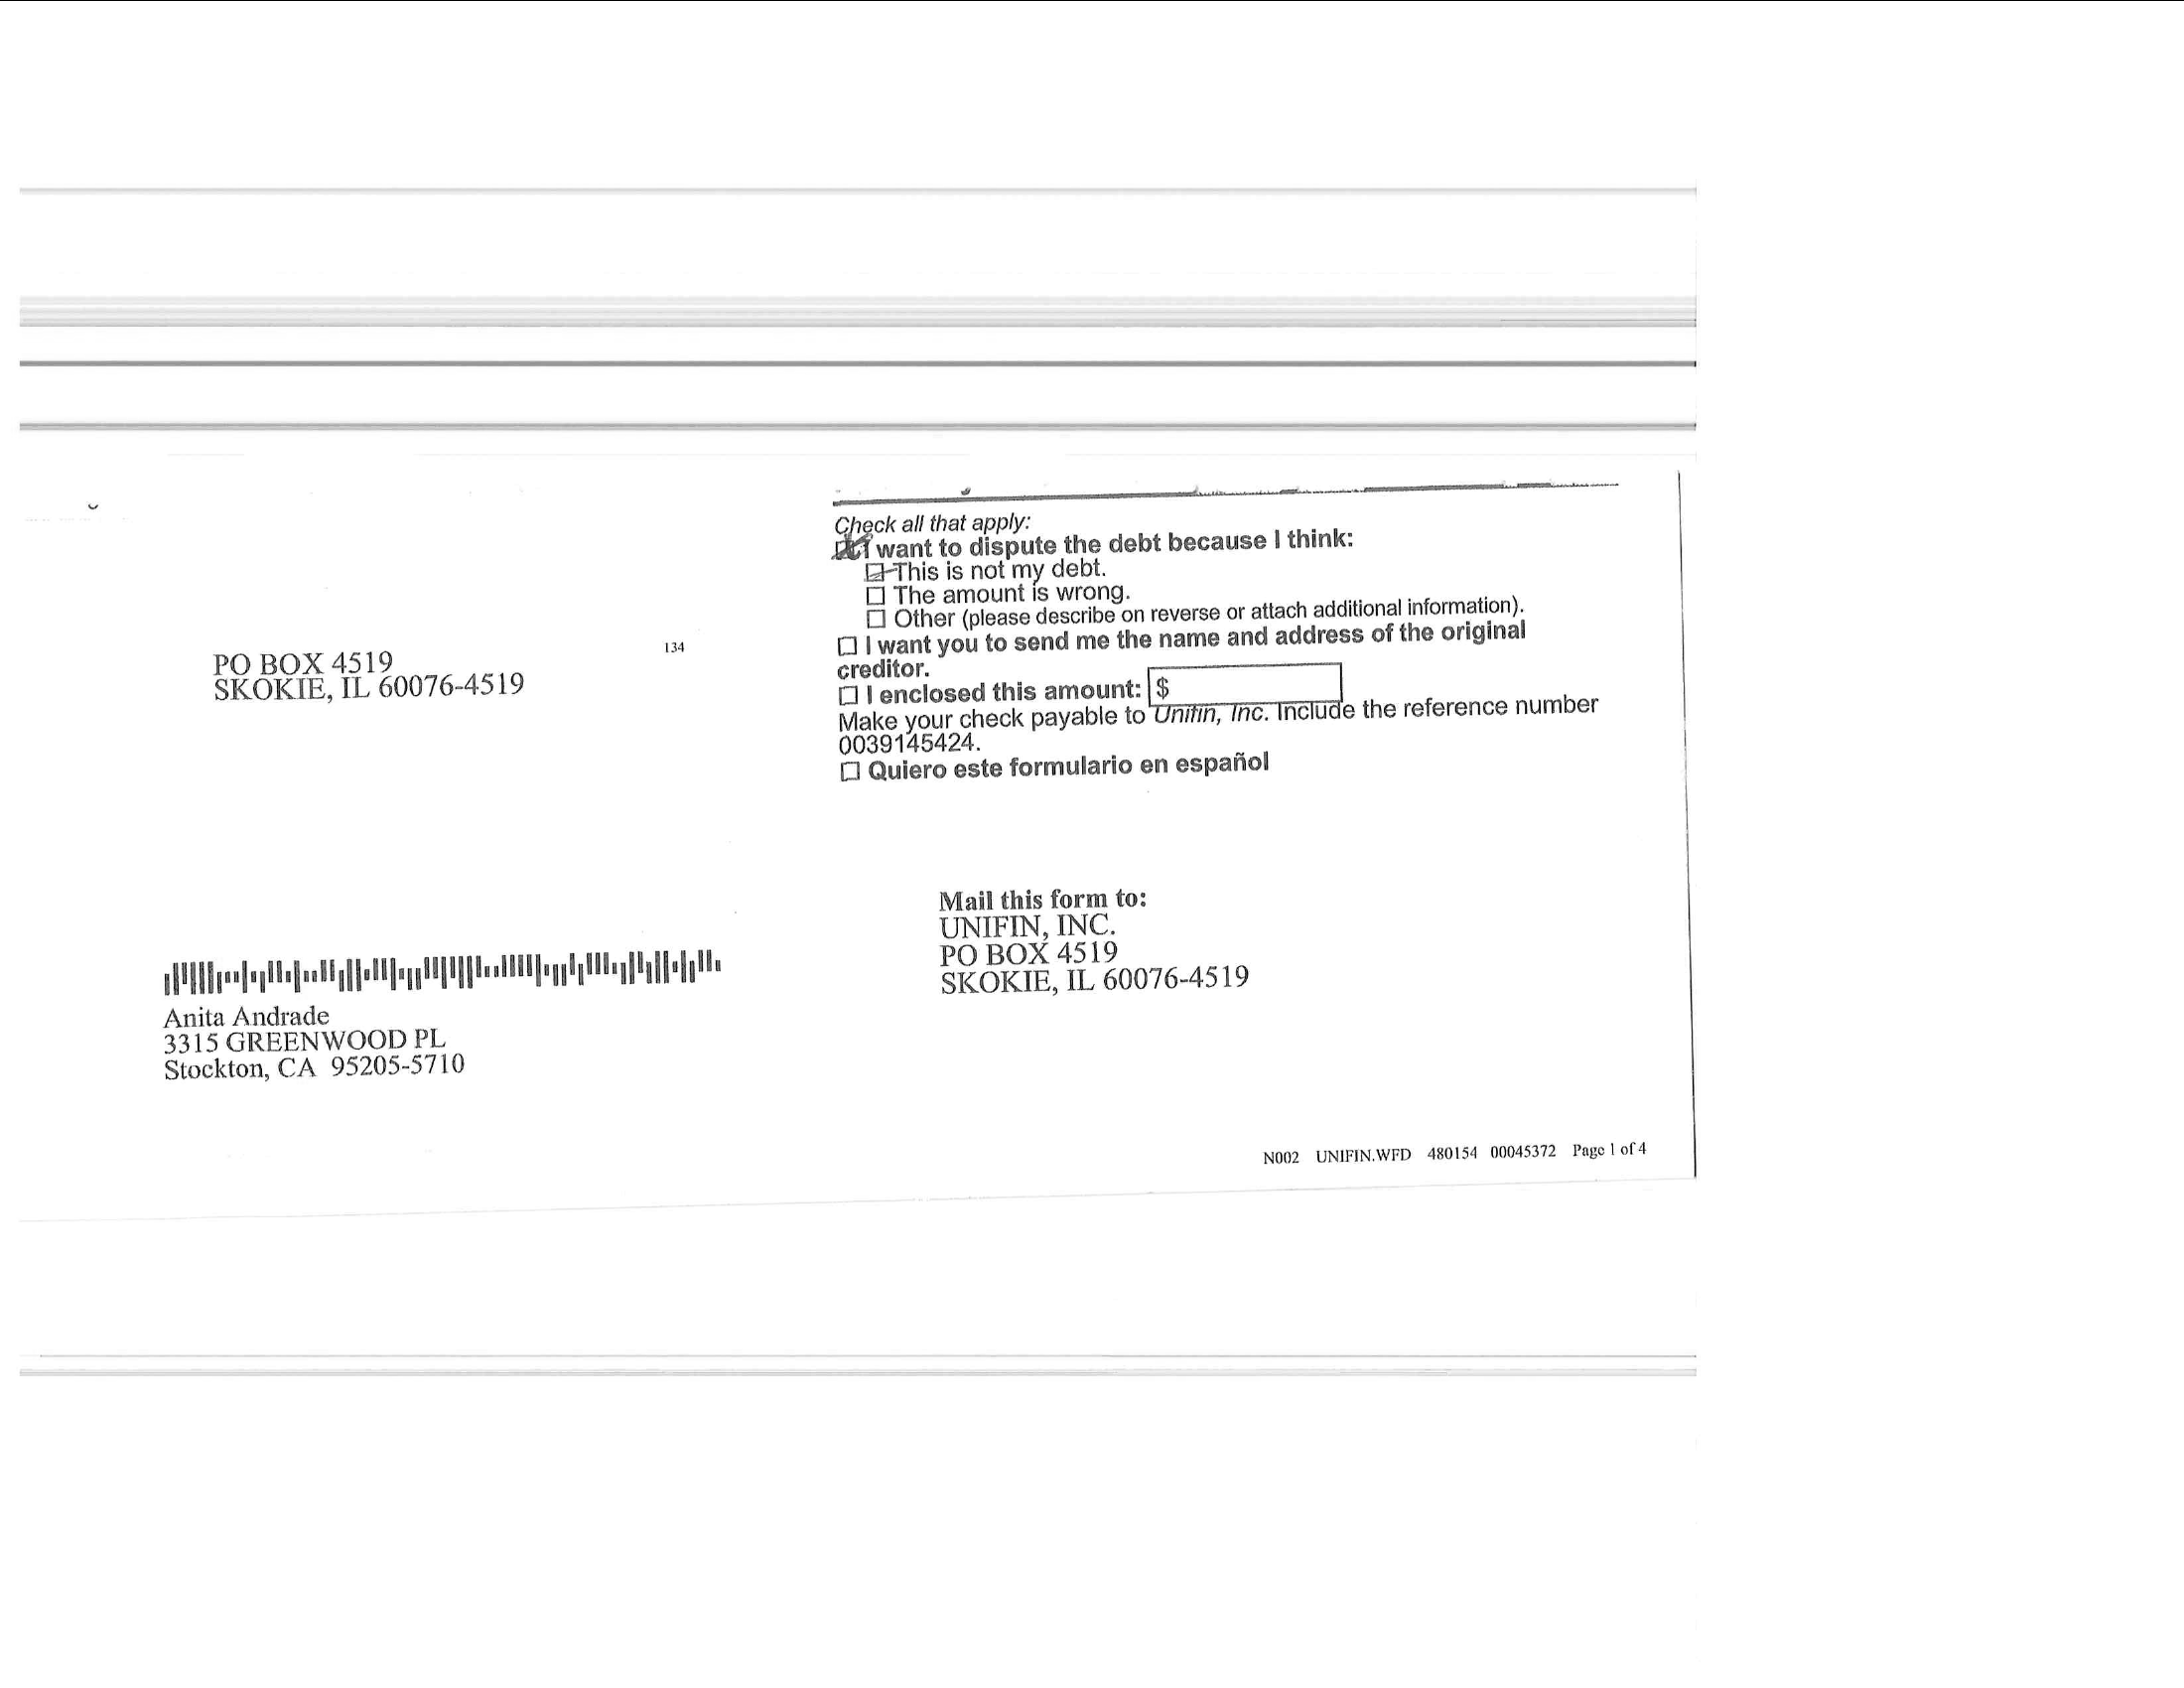 PO BOX 4519
SKOKIE, IL 60076-4519
134
Anita Andrade
3315 GREENWOOD PL
Stockton, CA 95205-5710
Check all that apply:
I want to dispute the debt because I think:
This is not my debt.
The amount is wrong.
Other (please describe on reverse or attach additional information).
I want you to send me the name and address of the original
creditor.
I enclosed this amount: $
Make your check payable to Unifin, Inc. Include the reference number
0039145424.
Quiero este formulario en español
Mail this form to:
UNIFIN, INC.
PO BOX 4519
SKOKIE, IL 60076-4519
N002 UNIFIN.WFD 480154 00045372 Page 1 of 4